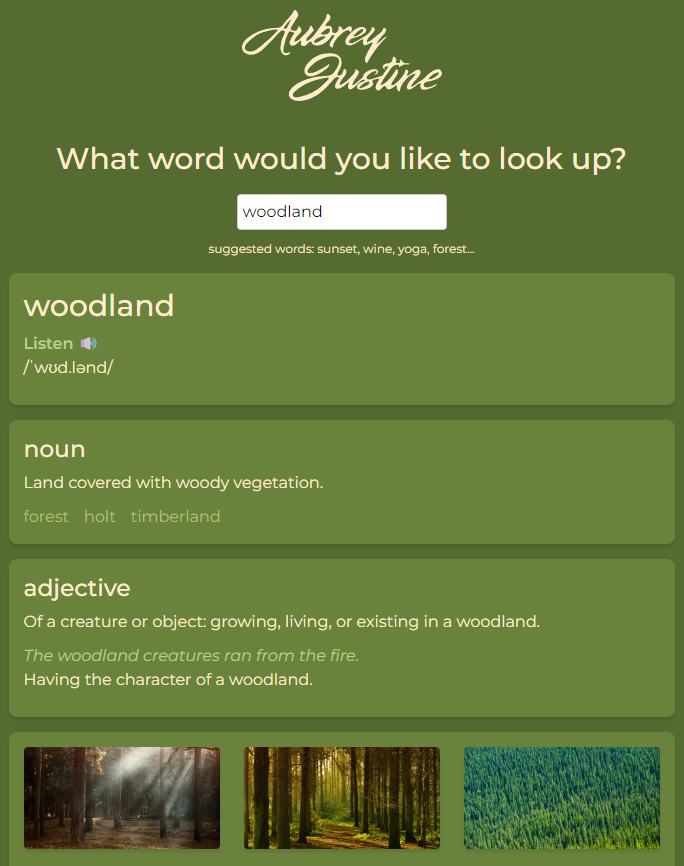 Aubrey
Justine
What word would you like to look up?
woodland
suggested words: sunset, wine, yoga, forest...
woodland
Listen
/ˈwʊd.lənd/
noun
Land covered with woody vegetation.
forest holt timberland
adjective
Of a creature or object: growing, living, or existing in a woodland.
The woodland creatures ran from the fire.
Having the character of a woodland.